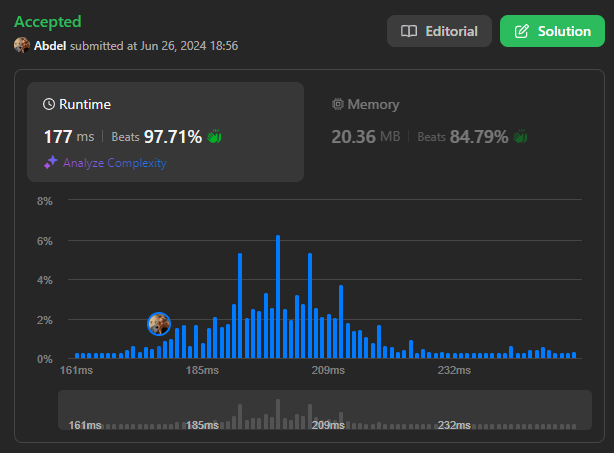 Accepted
Editorial
Solution
Abdel submitted at Jun 26, 2024 18:56
Runtime
Memory
177 ms | Beats 97.71%
20.36 MB | Beats 84.79%
Analyze Complexity
8%
6%
4%
2%
0%
161ms 185ms 209ms 232ms
161ms 185ms 209ms 232ms